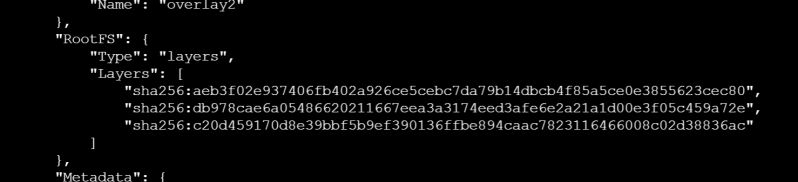 "Name": "overlay2"
},
"RootFS": {
"Type": "layers",
"Layers": [
"sha256:aeb3f02e937406fb402a926ce5cebc7da79b14dbcb4f85a5ce0e3855623cec80",
"sha256:db978cae6a05486620211667eea3a3174eed3afe6e2a21a1d00e3f05c459a72e",
"sha256:c20d459170d8e39bbf5b9ef390136ffbe894caac7823116466008c02d38836ac"
]
},
"Metadata": {